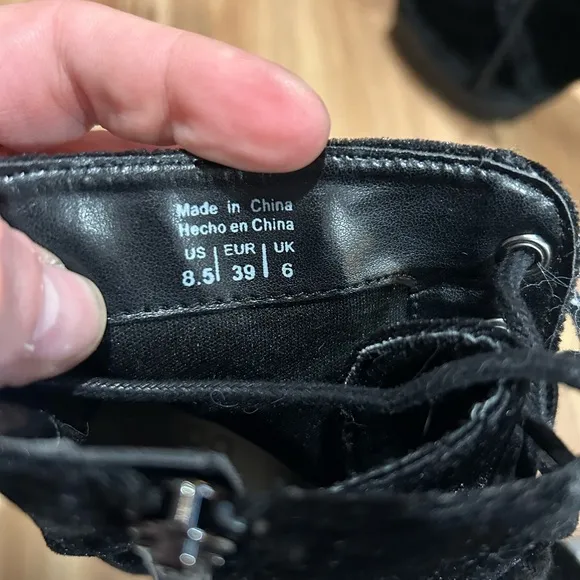 Made in China
Hecho en China
US | EUR | UK
8.5 | 39 | 6